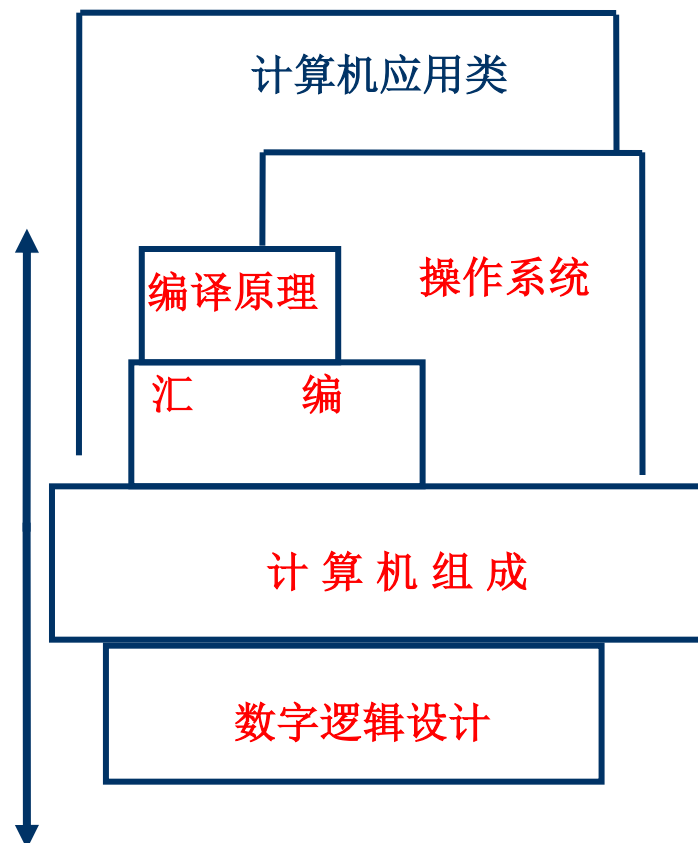 计算机应用类
操作系统
编译原理
汇 编
计 算 机 组 成
数字逻辑设计